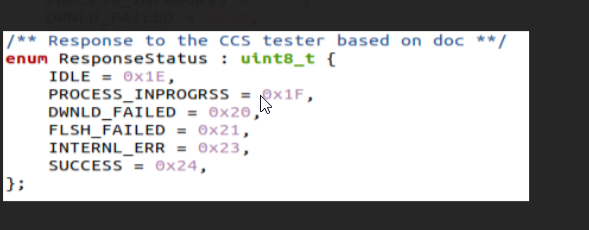 /** Response to the CCS tester based on doc **/
enum ResponseStatus : uint8_t {
    IDLE = 0x1E,
    PROCESS_INPROGRSS = 0x1F,
    DWNLD_FAILED = 0x20,
    FLSH_FAILED = 0x21,
    INTERNL_ERR = 0x23,
    SUCCESS = 0x24,
};